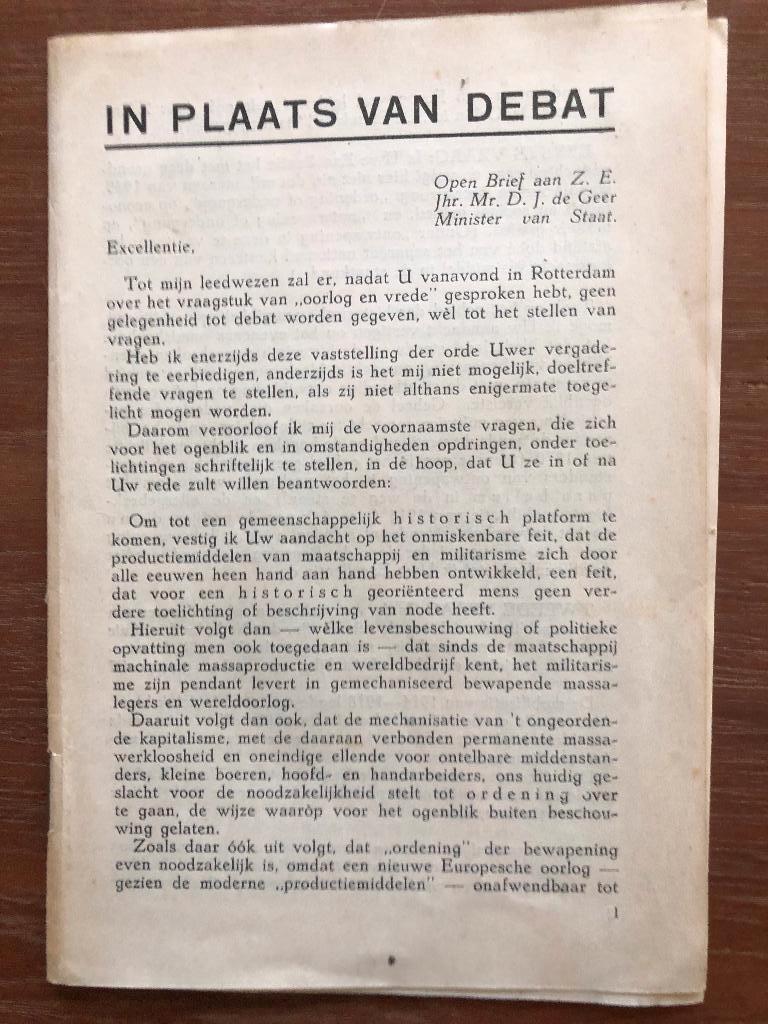 IN PLAATS VAN DEBAT
Open Brief aan Z. E.
Jhr. Mr. D. J. de Geer
Minister van Staat.
Excellentie,
Tot mijn leedwezen zal er, nadat U vanavond in Rotterdam
over het vraagstuk van „oorlog en vrede" gesproken hebt, geen
gelegenheid tot debat worden gegeven, wèl tot het stellen van
vragen.
Heb ik enerzijds deze vaststelling der orde Uwer vergade-
ring te eerbiedigen, anderzijds is het mij niet mogelijk, doeltref-
fende vragen te stellen, als zij niet althans enigermate toege-
licht mogen worden.
Daarom veroorloof ik mij de voornaamste vragen, die zich
voor het ogenblik en in omstandigheden opdringen, onder toe-
lichtingen schriftelijk te stellen, in de hoop, dat U ze in of na
Uw rede zult willen beantwoorden:
Om tot een gemeenschappelijk historisch platform te
komen, vestig ik Uw aandacht op het onmiskenbare feit, dat de
productiemiddelen van maatschappij en militarisme zich door
alle eeuwen heen hand aan hand hebben ontwikkeld, een feit,
dat voor een historisch georiënteerd mens geen ver-
dere toelichting of beschrijving van node heeft.
Hieruit volgt dan — wèlke levensbeschouwing of politieke
opvatting men ook toegedaan is — dat sinds de maatschappij
machinale massaproductie en wereldbedrijf kent, het militaris-
me zijn pendant levert in gemechaniseerd bewapende massa-
legers en wereldoorlog.
Daaruit volgt dan ook, dat de mechanisatie van 't ongeorden-
de kapitalisme, met de daaraan verbonden permanente massa-
werkloosheid en oneindige ellende voor ontelbare middenstan-
ders, kleine boeren, hoofd- en handarbeiders, ons huidig ge-
slacht voor de noodzakelijkheid stelt tot ordening over
te gaan, de wijze waaròp voor het ogenblik buiten beschou-
wing gelaten.
Zoals daar óók uit volgt, dat „ordening" der bewapening
even noodzakelijk is, omdat een nieuwe Europesche oorlog —
gezien de moderne „productiemiddelen" — onafwendbaar tot
1